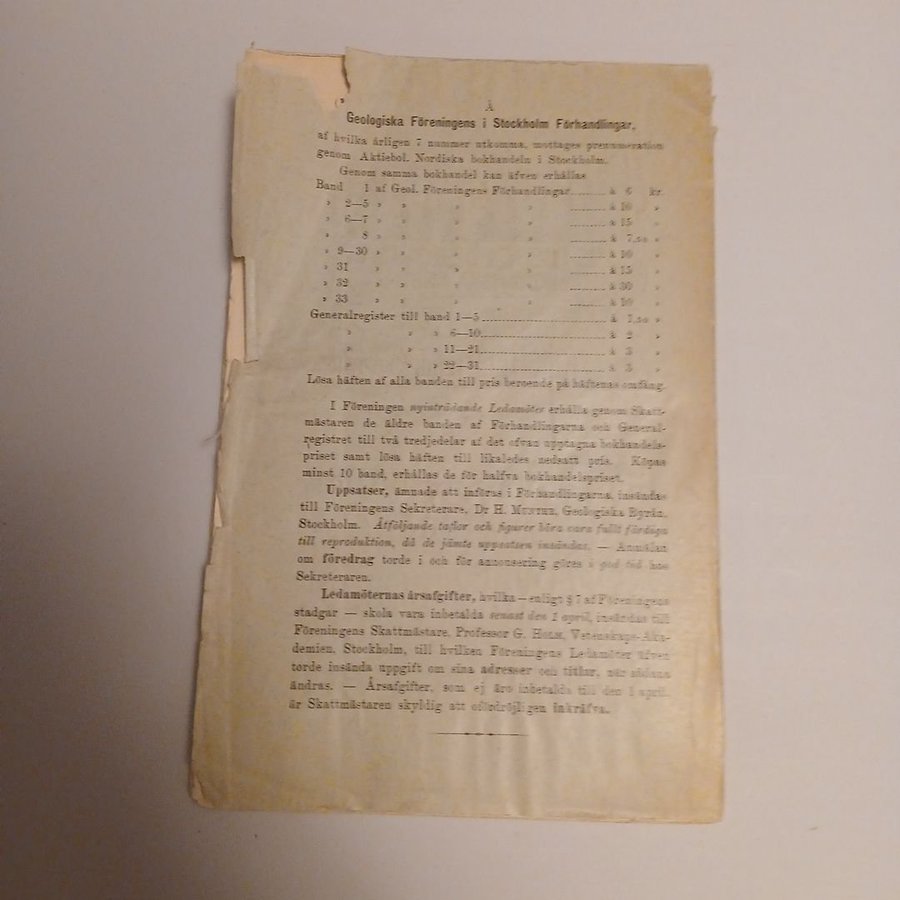 Å
Geologiska Föreningens i Stockholm Förhandlingar,
af hvilka årligen 7 nummer utkomma, mottages prenumeration
genom Aktiebol. Nordiska bokhandeln i Stockholm.
Genom samma bokhandel kan äfven erhållas
Band 1 af Geol. Föreningens Förhandlingar........ à 6 kr.
» 2—5 » » » » ........ à 10 »
» 6—7 » » » » ........ à 15 »
» 8 » » » » ........ à 7,50 »
» 9—30 » » » » ........ à 10 »
» 31 » » » » ........ à 15 »
» 32 » » » » ........ à 20 »
» 33 » » » » ........ à 10 »
Generalregister till band 1—5........ à 1,50 »
» » » 6—10........ à 2 »
» » » 11—21........ à 3 »
» » » 22—31........ à 3 »
Lösa häften af alla banden till pris beroende på häftenas omfång.
I Föreningen nyinträdande Ledamöter erhålla genom Skatt-
mästaren de äldre banden af Förhandlingarna och General-
registret till två tredjedelar af det ofvan upptagna bokhandels-
priset samt lösa häften till likaledes nedsatt pris. Köpas
minst 10 band, erhållas de för halfva bokhandelspriset.
Uppsatser, ämnade att införas i Förhandlingarna, insändas
till Föreningens Sekreterare, Dr H. Munthe, Geologiska Byrån,
Stockholm. Åtföljande taflor och figurer böra vara fullt färdiga
till reproduktion, då de jämte uppsatsen insändas. — Anmälan
om föredrag torde i och för annonsering göras i god tid hos
Sekreteraren.
Ledamöternas årsafgifter, hvilka — enligt § 7 af Föreningens
stadgar — skola vara inbetalda senast den 1 april, insändas till
Föreningens Skattmästare, Professor G. Holm, Vetenskaps-Aka-
demien, Stockholm, till hvilken Föreningens Ledamöter äfven
torde insända uppgift om sina adresser och titlar, när sådana
ändras. — Årsafgifter, som ej äro inbetalda till den 1 april,
är Skattmästaren skyldig att ofördröjligen inkräfva.